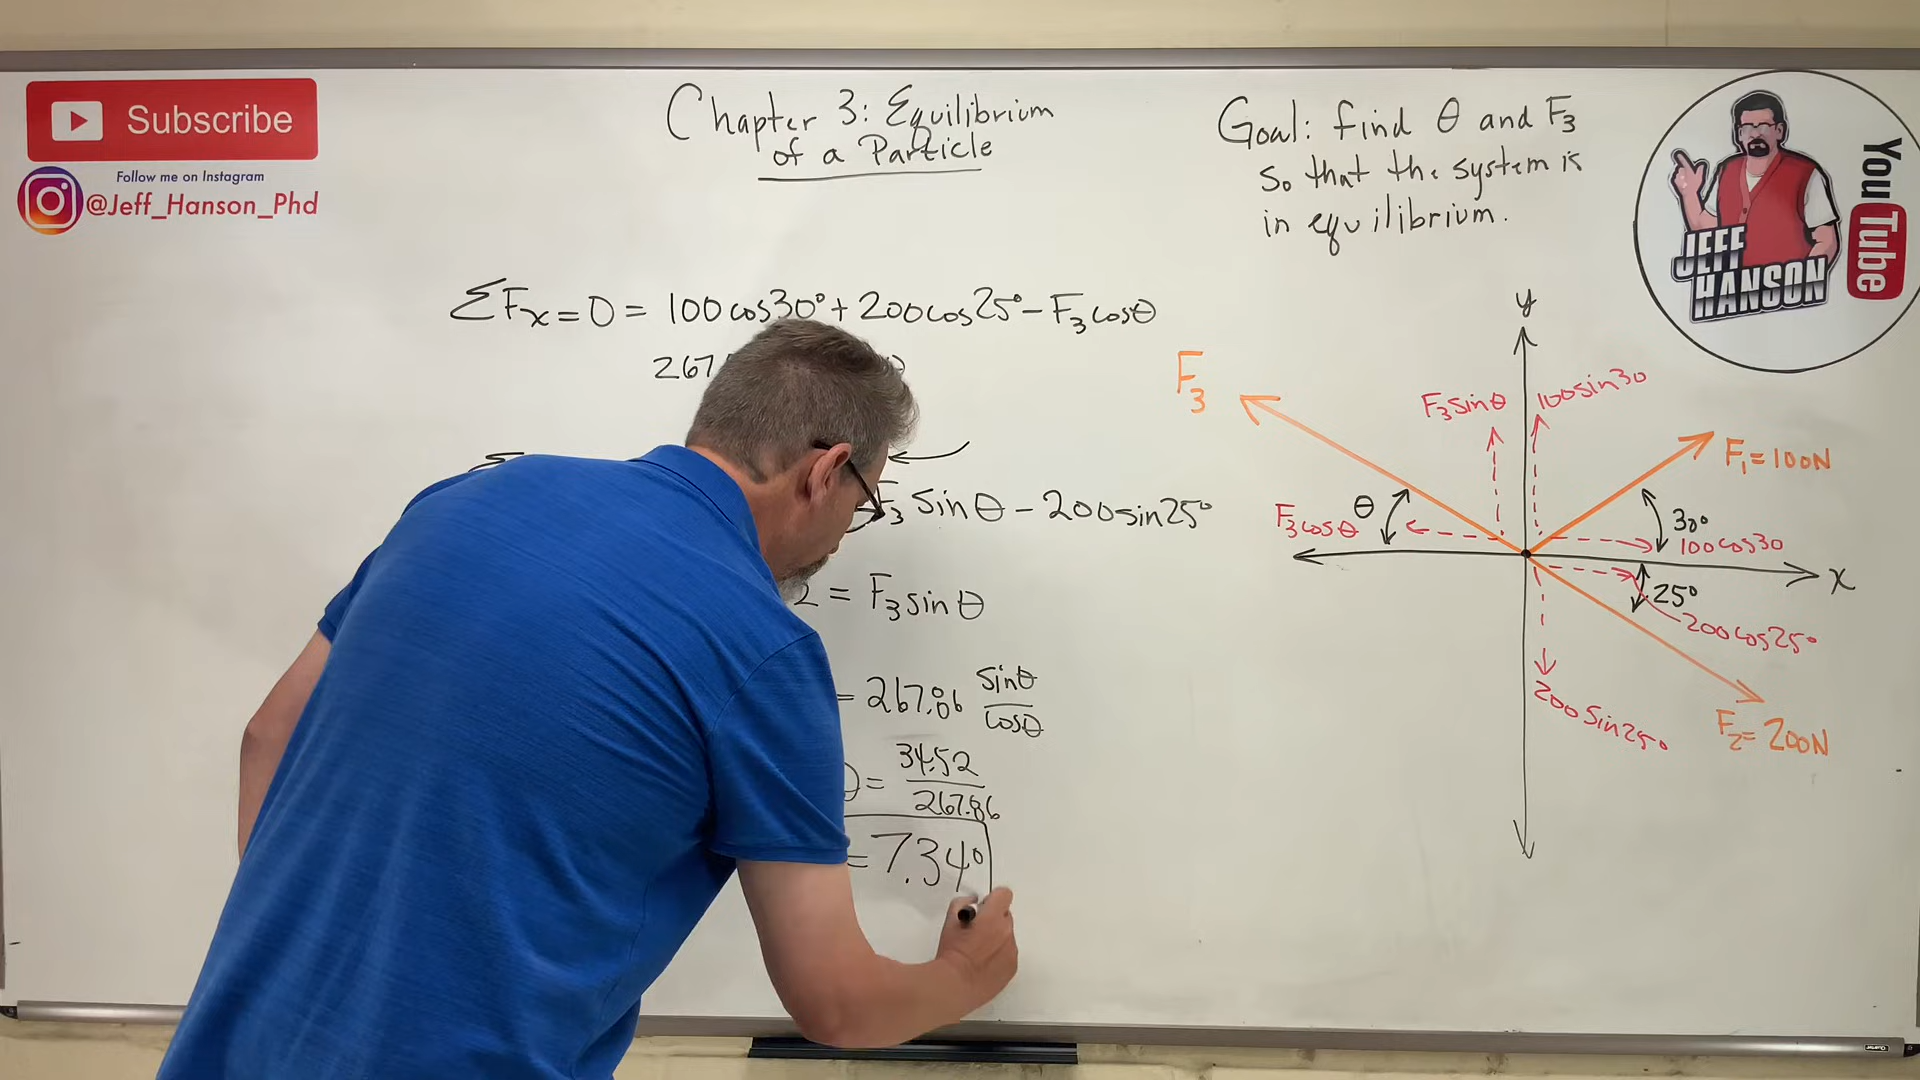 Subscribe
Follow me on Instagram
@Jeff_Hanson_Phd
Chapter 3: Equilibrium
of a Particle
Goal: find θ and F3
so that the system is
in equilibrium.
JEFF
HANSON
YouTube
ΣFx = 0 = 100cos30° + 200cos25° - F3cosθ
267
F3 sinθ - 200sin25°
2 = F3 sinθ
= 267.86 sinθ/cosθ
= 34.52/267.86
= 7.34°
y
F3
F3sinθ
100sin30
F1=100N
θ
F3cosθ
30°
100cos30
x
25°
200cos25°
200sin25°
F2=200N